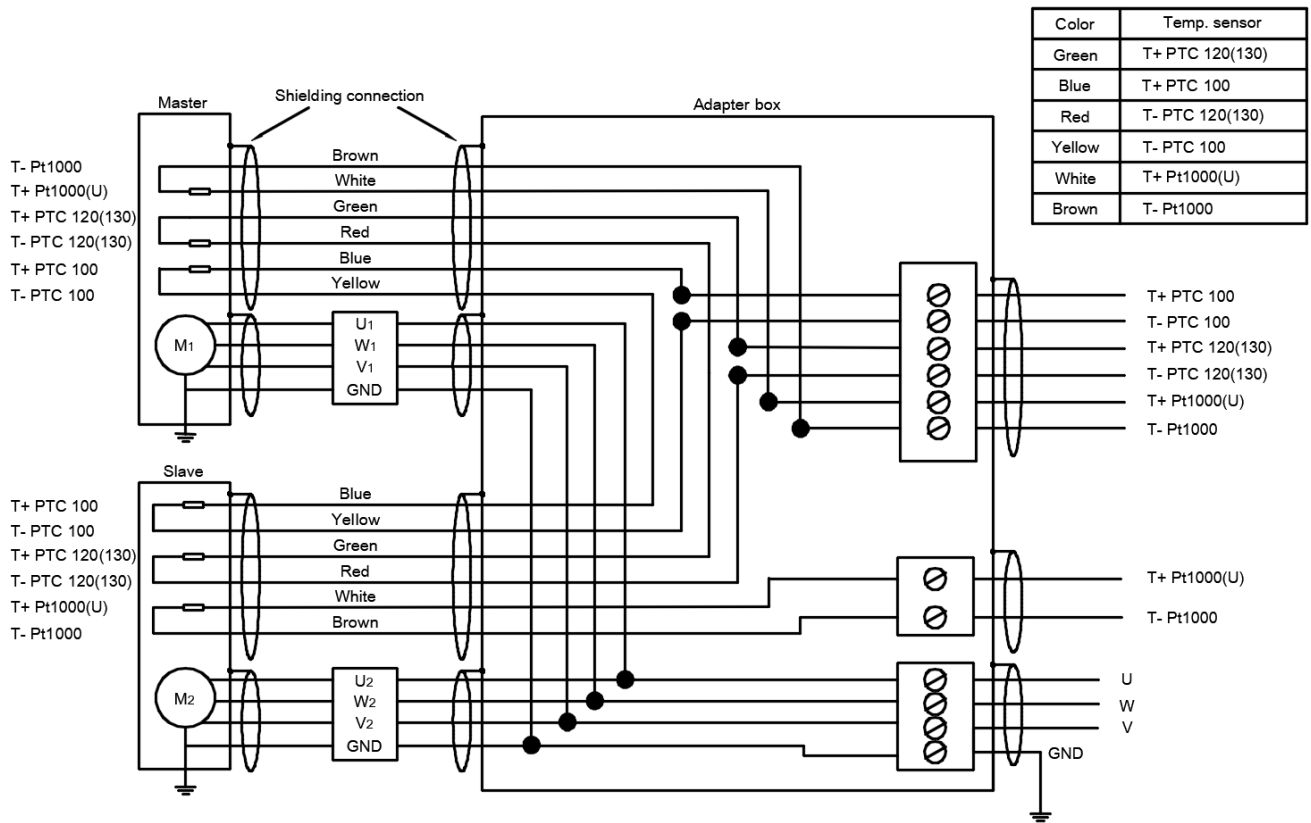 Color Temp. sensor
Green T+ PTC 120(130)
Blue T+ PTC 100
Red T- PTC 120(130)
Yellow T- PTC 100
White T+ Pt1000(U)
Brown T- Pt1000
Master
Shielding connection
Adapter box
T- Pt1000
T+ Pt1000(U)
T+ PTC 120(130)
T- PTC 120(130)
T+ PTC 100
T- PTC 100
Brown
White
Green
Red
Blue
Yellow
M1
U1
W1
V1
GND
T+ PTC 100
T- PTC 100
T+ PTC 120(130)
T- PTC 120(130)
T+ Pt1000(U)
T- Pt1000
Slave
T+ PTC 100
T- PTC 100
T+ PTC 120(130)
T- PTC 120(130)
T+ Pt1000(U)
T- Pt1000
Blue
Yellow
Green
Red
White
Brown
T+ Pt1000(U)
T- Pt1000
M2
U2
W2
V2
GND
U
W
V
GND